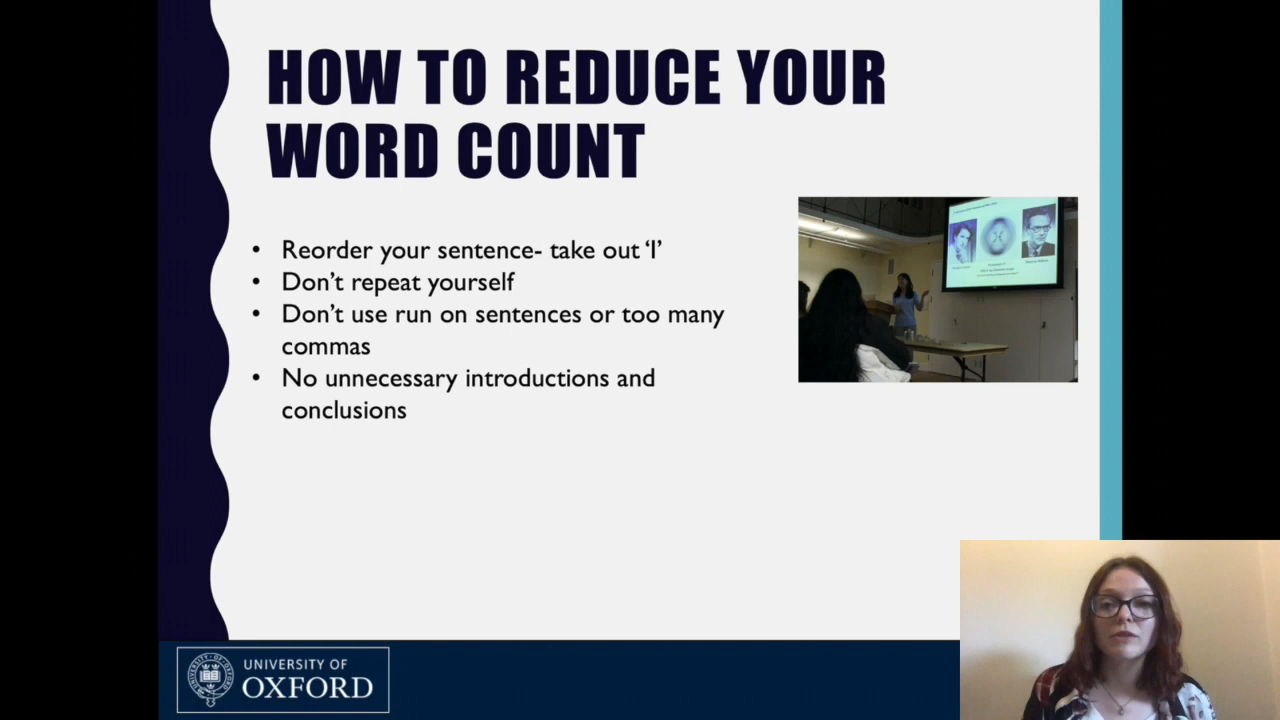 HOW TO REDUCE YOUR
WORD COUNT
• Reorder your sentence- take out ‘I’
• Don’t repeat yourself
• Don’t use run on sentences or too many
commas
• No unnecessary introductions and
conclusions
UNIVERSITY OF
OXFORD